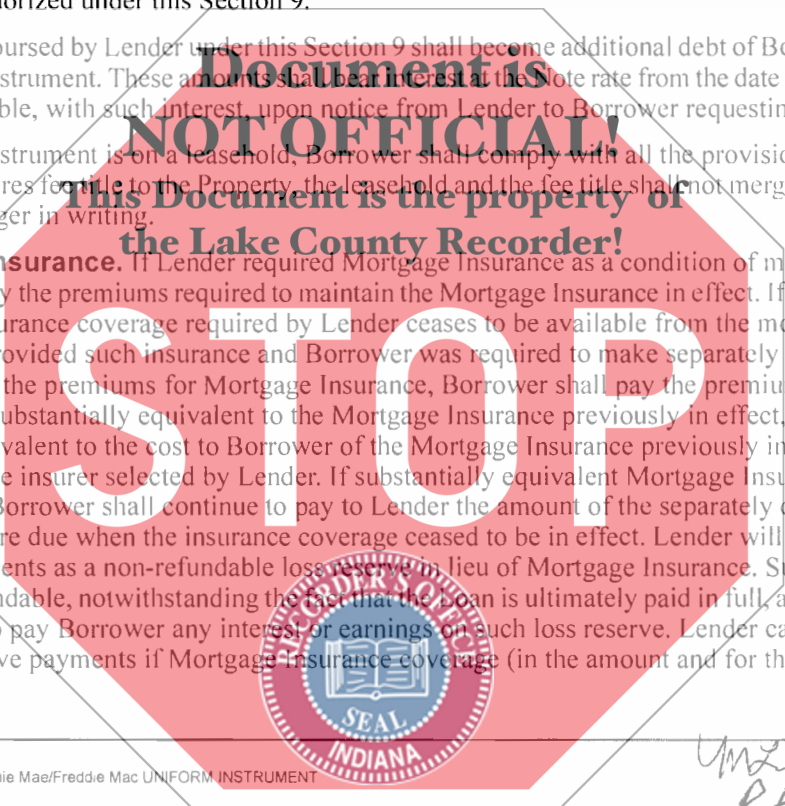 orized under this Section 9.
Document is
NOT OFFICIAL!
This Document is the property of
the Lake County Recorder!
STOP
ursed by Lender under this Section 9 shall become additional debt of Bo
strument. These amounts shall bear interest at the Note rate from the date
ble, with such interest, upon notice from Lender to Borrower requestin
strument is on a leasehold, Borrower shall comply with all the provisio
res fee title to the Property, the leasehold and the fee title shall not merg
ger in writing.
nsurance. If Lender required Mortgage Insurance as a condition of m
y the premiums required to maintain the Mortgage Insurance in effect. If
urance coverage required by Lender ceases to be available from the mo
rovided such insurance and Borrower was required to make separately
the premiums for Mortgage Insurance, Borrower shall pay the premiu
ubstantially equivalent to the Mortgage Insurance previously in effect,
valent to the cost to Borrower of the Mortgage Insurance previously in
e insurer selected by Lender. If substantially equivalent Mortgage Insu
Borrower shall continue to pay to Lender the amount of the separately d
re due when the insurance coverage ceased to be in effect. Lender will
ents as a non-refundable loss reserve in lieu of Mortgage Insurance. Su
ndable, notwithstanding the fact that the Loan is ultimately paid in full, a
o pay Borrower any interest or earnings on such loss reserve. Lender ca
ve payments if Mortgage Insurance coverage (in the amount and for th
RECORDER'S OFFICE
SEAL
INDIANA
nie Mae/Freddie Mac UNIFORM INSTRUMENT